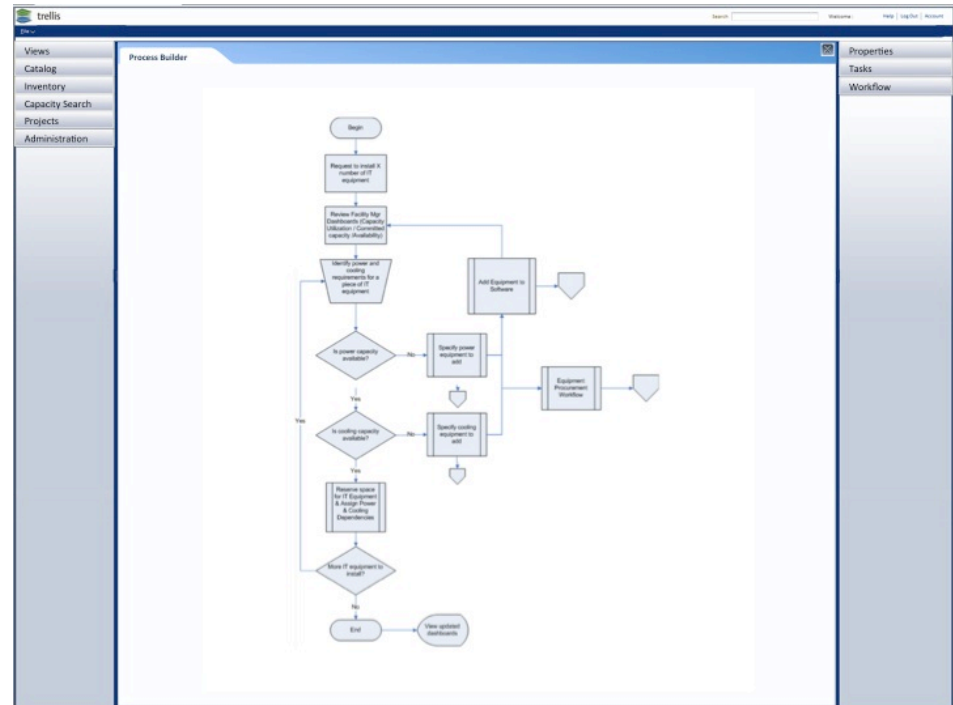 trellis
Search
Welcome
Help | Log Out | Account
File
Views
Catalog
Inventory
Capacity Search
Projects
Administration
Process Builder
Properties
Tasks
Workflow
Begin
Request to install X
number of IT
equipment
Review Facility Mgr
Dashboards (Capacity
Utilization / Committed
capacity /Availability)
Identify power and
cooling
requirements for a
piece of IT
equipment
Add Equipment to
Software
Is power capacity
available?
No
Specify power
equipment to
add
Equipment
Procurement
Workflow
Yes
Yes
Is cooling capacity
available?
No
Specify cooling
equipment to
add
Yes
Reserve space
for IT Equipment
& Assign Power
& Cooling
Dependencies
More IT equipment to
install?
No
End
View updated
dashboards